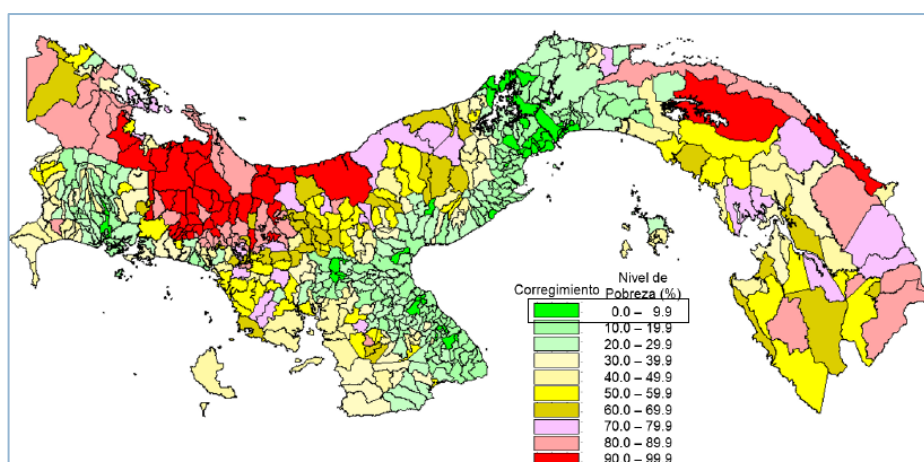 Nivel de
Corregimiento Pobreza (%)
0.0 – 9.9
10.0 – 19.9
20.0 – 29.9
30.0 – 39.9
40.0 – 49.9
50.0 – 59.9
60.0 – 69.9
70.0 – 79.9
80.0 – 89.9
90.0 – 99.9